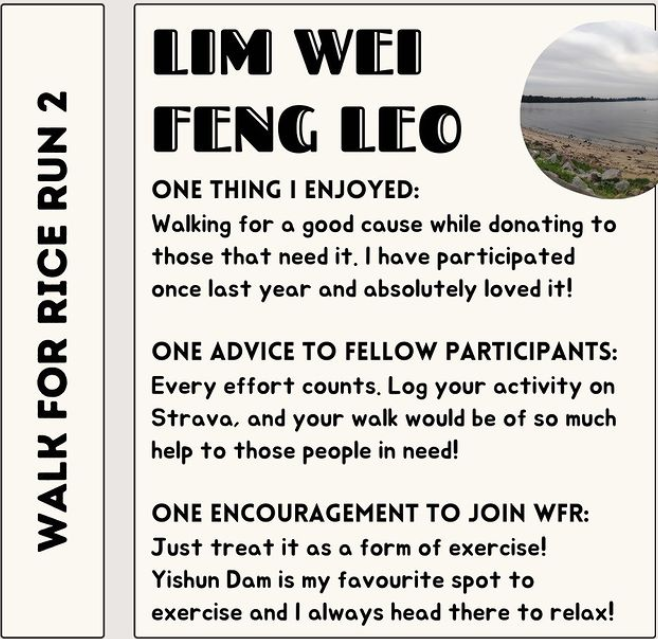 WALK FOR RICE RUN 2
LIM WEI
FENG LEO
ONE THING I ENJOYED:
Walking for a good cause while donating to
those that need it. I have participated
once last year and absolutely loved it!
ONE ADVICE TO FELLOW PARTICIPANTS:
Every effort counts. Log your activity on
Strava, and your walk would be of so much
help to those people in need!
ONE ENCOURAGEMENT TO JOIN WFR:
Just treat it as a form of exercise!
Yishun Dam is my favourite spot to
exercise and I always head there to relax!